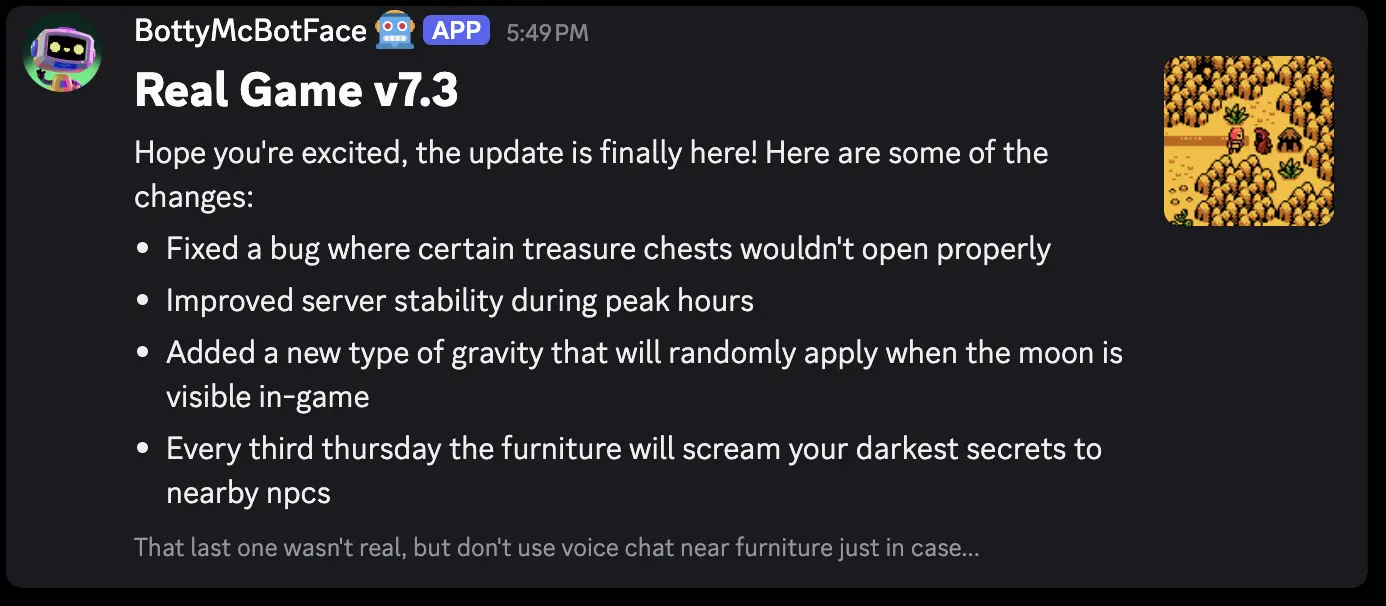 BottyMcBotFace 🤖 APP 5:49 PM
Real Game v7.3
Hope you're excited, the update is finally here! Here are some of the
changes:
• Fixed a bug where certain treasure chests wouldn't open properly
• Improved server stability during peak hours
• Added a new type of gravity that will randomly apply when the moon is
visible in-game
• Every third thursday the furniture will scream your darkest secrets to
nearby npcs
That last one wasn't real, but don't use voice chat near furniture just in case...